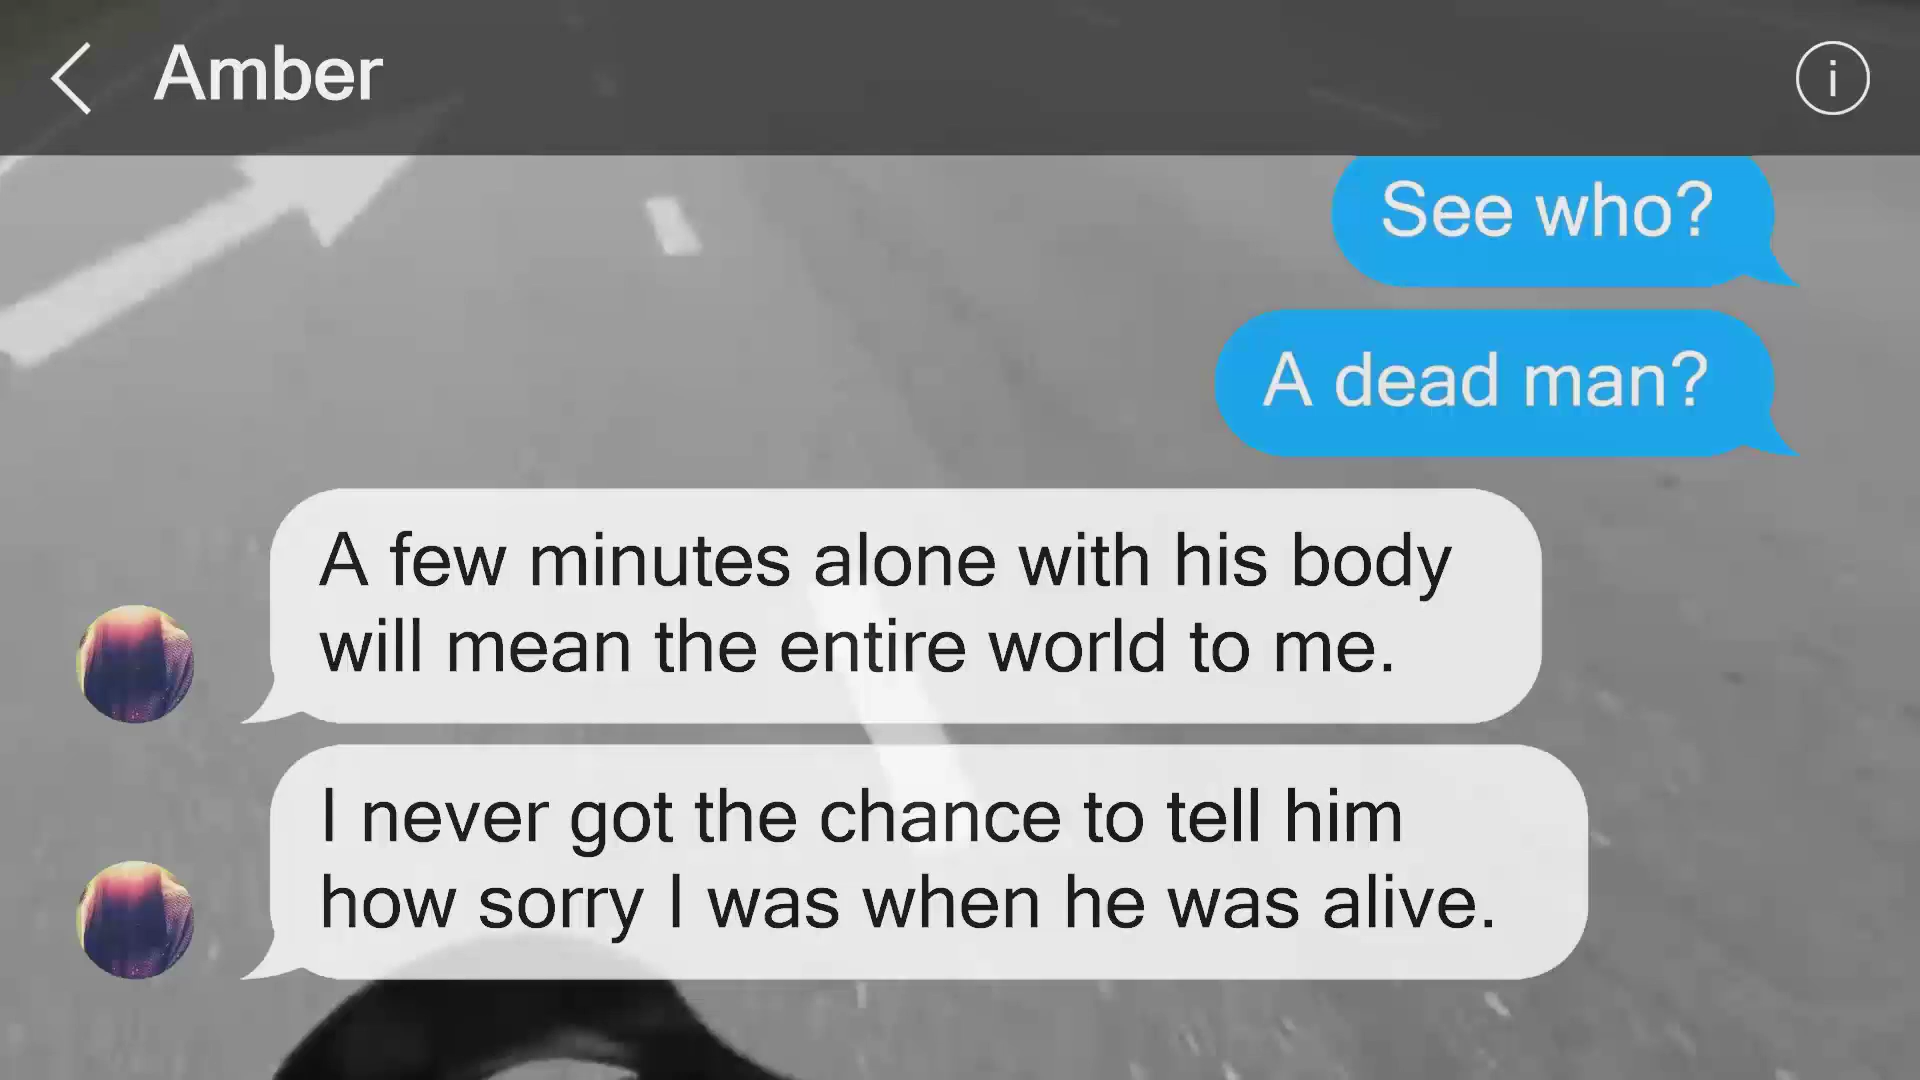 Amber
See who?
A dead man?
A few minutes alone with his body
will mean the entire world to me.
I never got the chance to tell him
how sorry I was when he was alive.